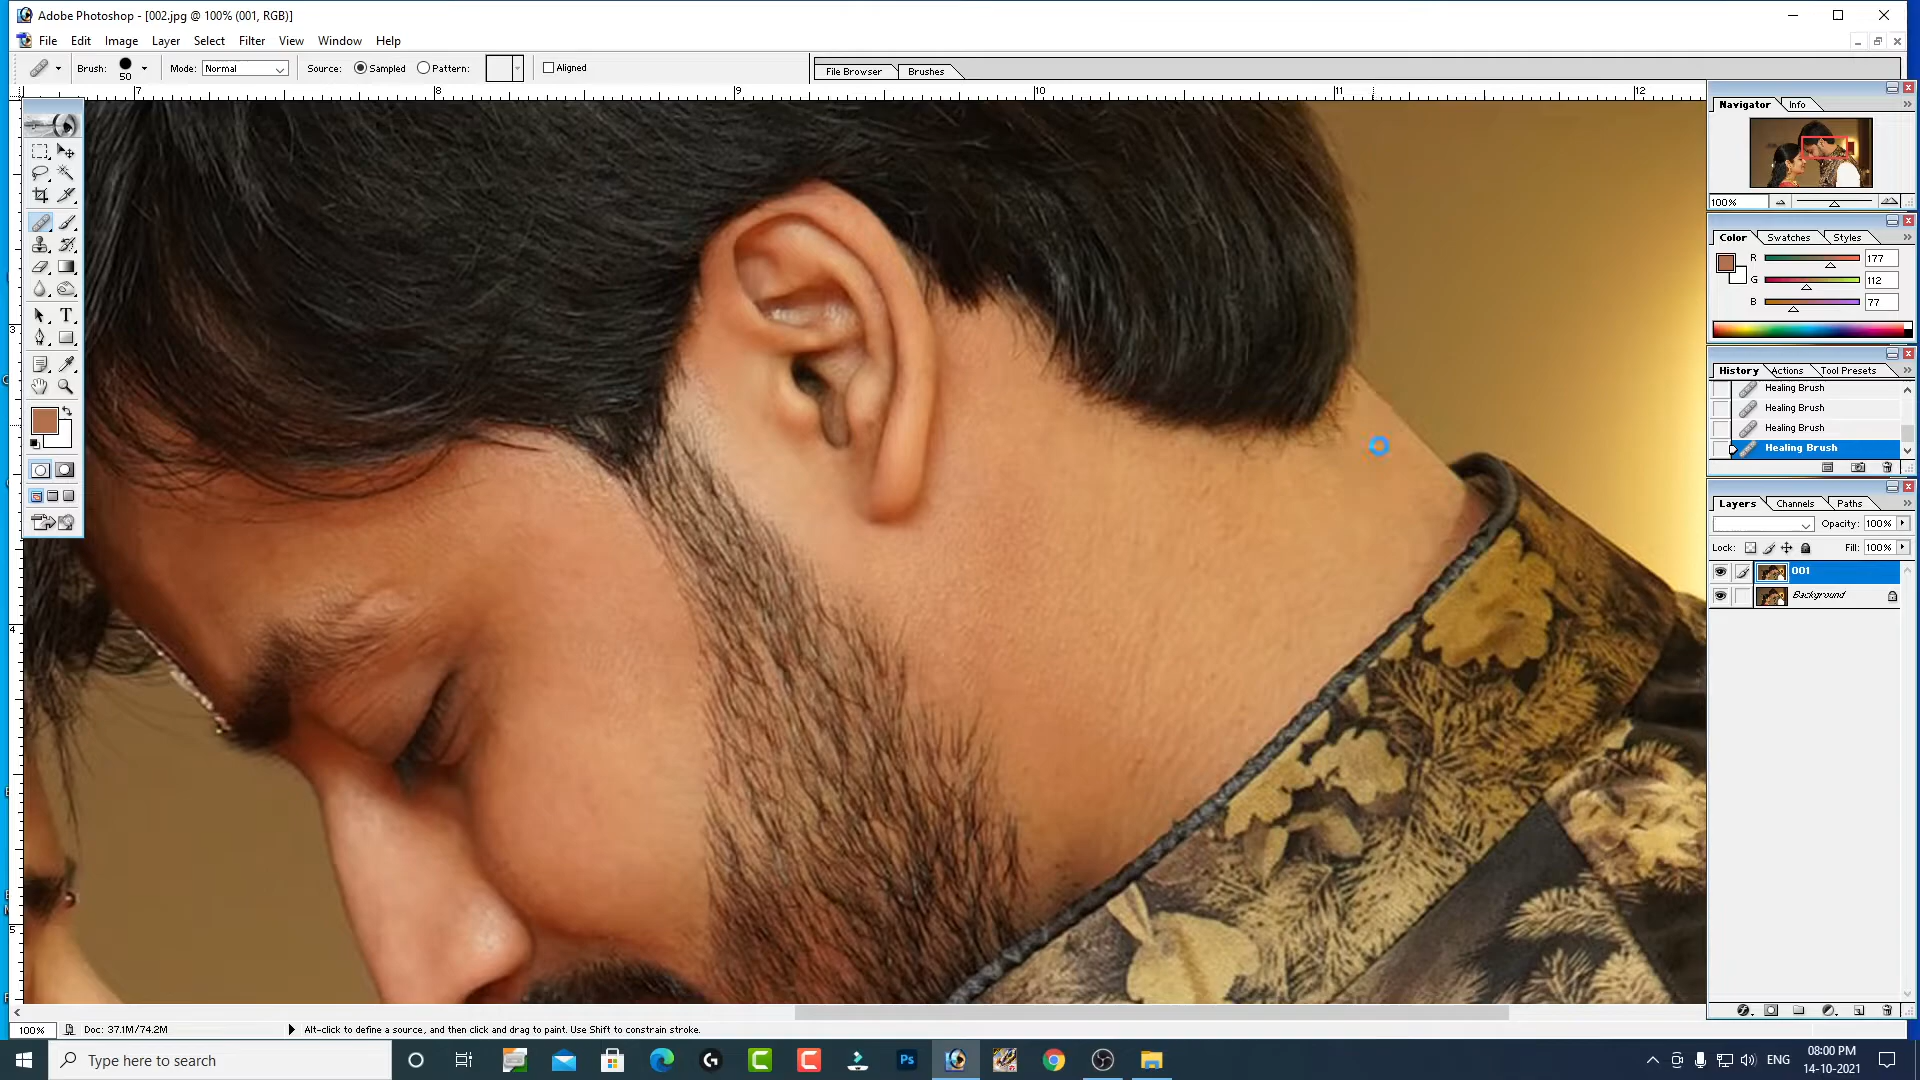 Adobe Photoshop - [002.jpg @ 100% (001, RGB)]
File Edit Image Layer Select Filter View Window Help
Brush: 50 Mode: Normal Source: Sampled Pattern: Aligned
File Browser Brushes
7 8 9 10 11 12
3
4
5
Navigator Info
100%
Color Swatches Styles
R 177
G 112
B 77
History Actions Tool Presets
Healing Brush
Healing Brush
Healing Brush
Healing Brush
Layers Channels Paths
Opacity: 100%
Lock: Fill: 100%
001
Background
100% Doc: 37.1M/74.2M Alt-click to define a source, and then click and drag to paint. Use Shift to constrain stroke.
Type here to search
Ps
ENG
08:00 PM
14-10-2021